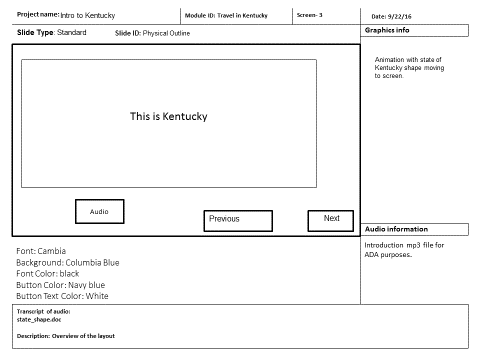 Project name: Intro to Kentucky
Module ID: Travel in Kentucky
Screen- 3
Date: 9/22/16
Slide Type: Standard
Slide ID: Physical Outline
Graphics info
Animation with state of
Kentucky shape moving
to screen.
This is Kentucky
Audio
Previous
Next
Audio information
Introduction mp3 file for
ADA purposes.
Font: Cambia
Background: Columbia Blue
Font Color: black
Button Color: Navy blue
Button Text Color: White
Transcript of audio:
state_shape.doc
Description: Overview of the layout